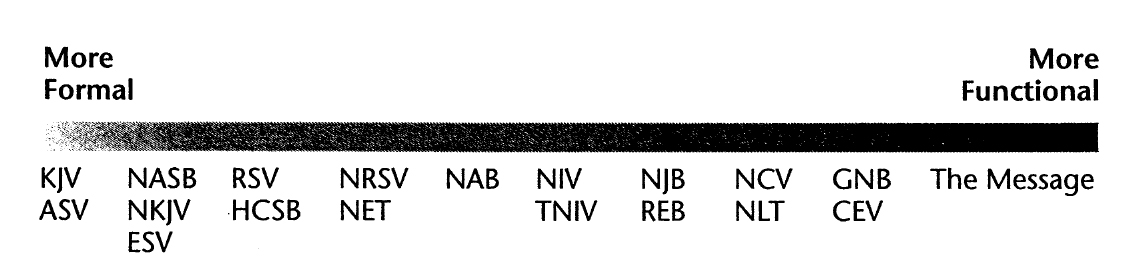 More More
Formal Functional
KJV NASB RSV NRSV NAB NIV NJB NCV GNB The Message
ASV NKJV HCSB NET TNIV REB NLT CEV
ESV